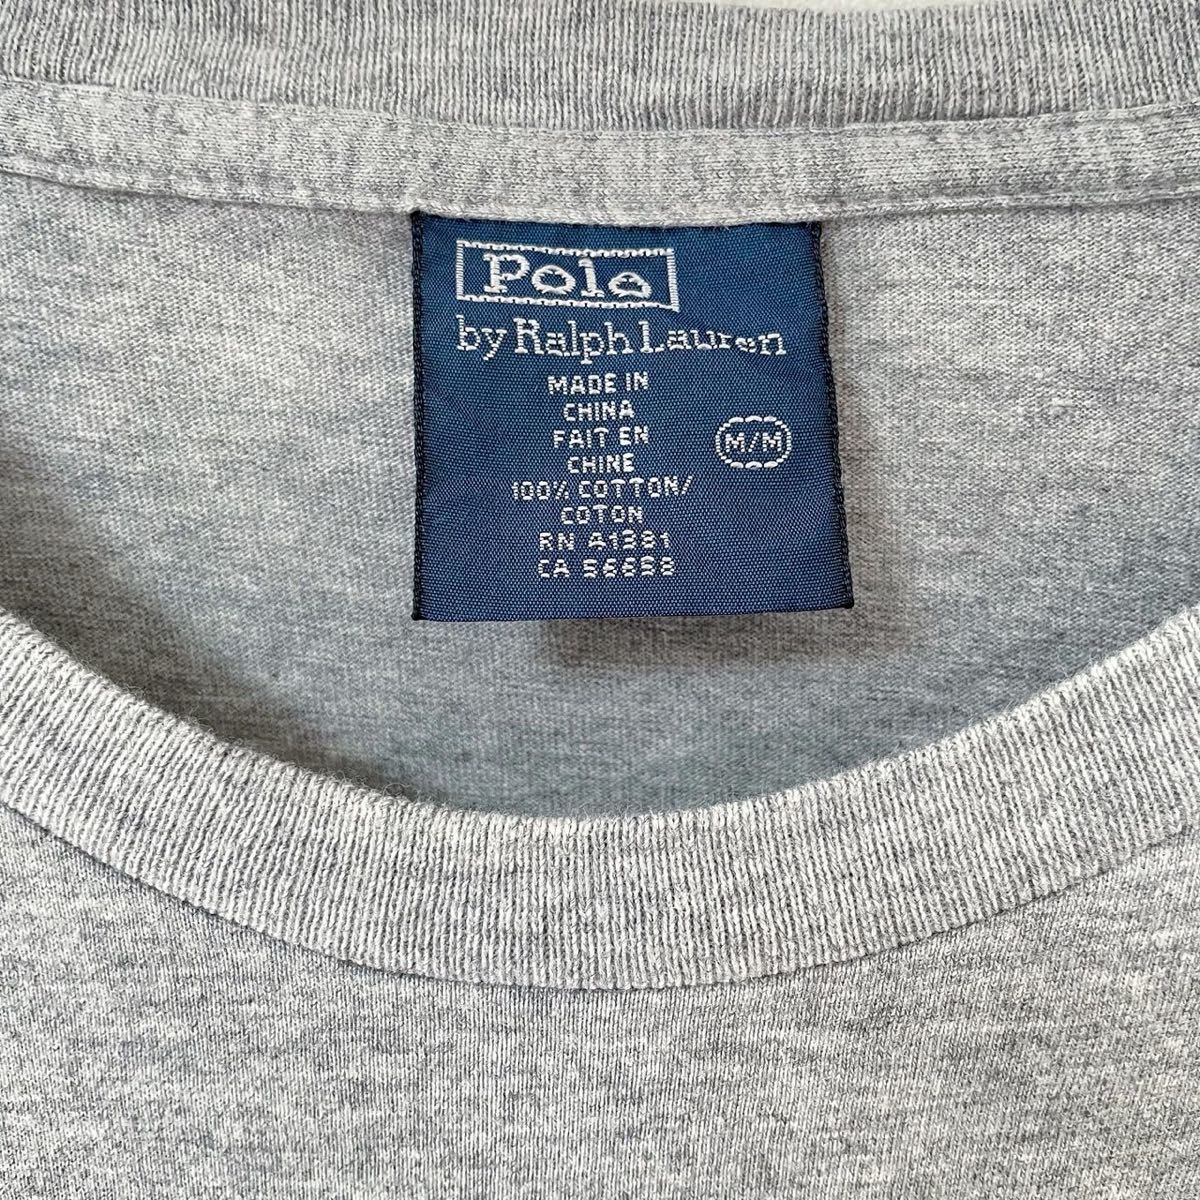 Polo
by Ralph Lauren
MADE IN
CHINA
FAIT EN
CHINE
M/M
100% COTTON/
COTON
RN 41381
CA 56658